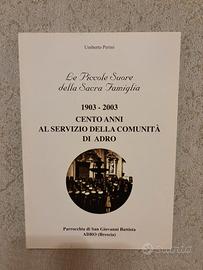 Umberto Perini
Le Piccole Suore
della Sacra Famiglia
1903 - 2003
CENTO ANNI
AL SERVIZIO DELLA COMUNITÀ
DI ADRO
Parrocchia di San Giovanni Battista
ADRO (Brescia)
subito